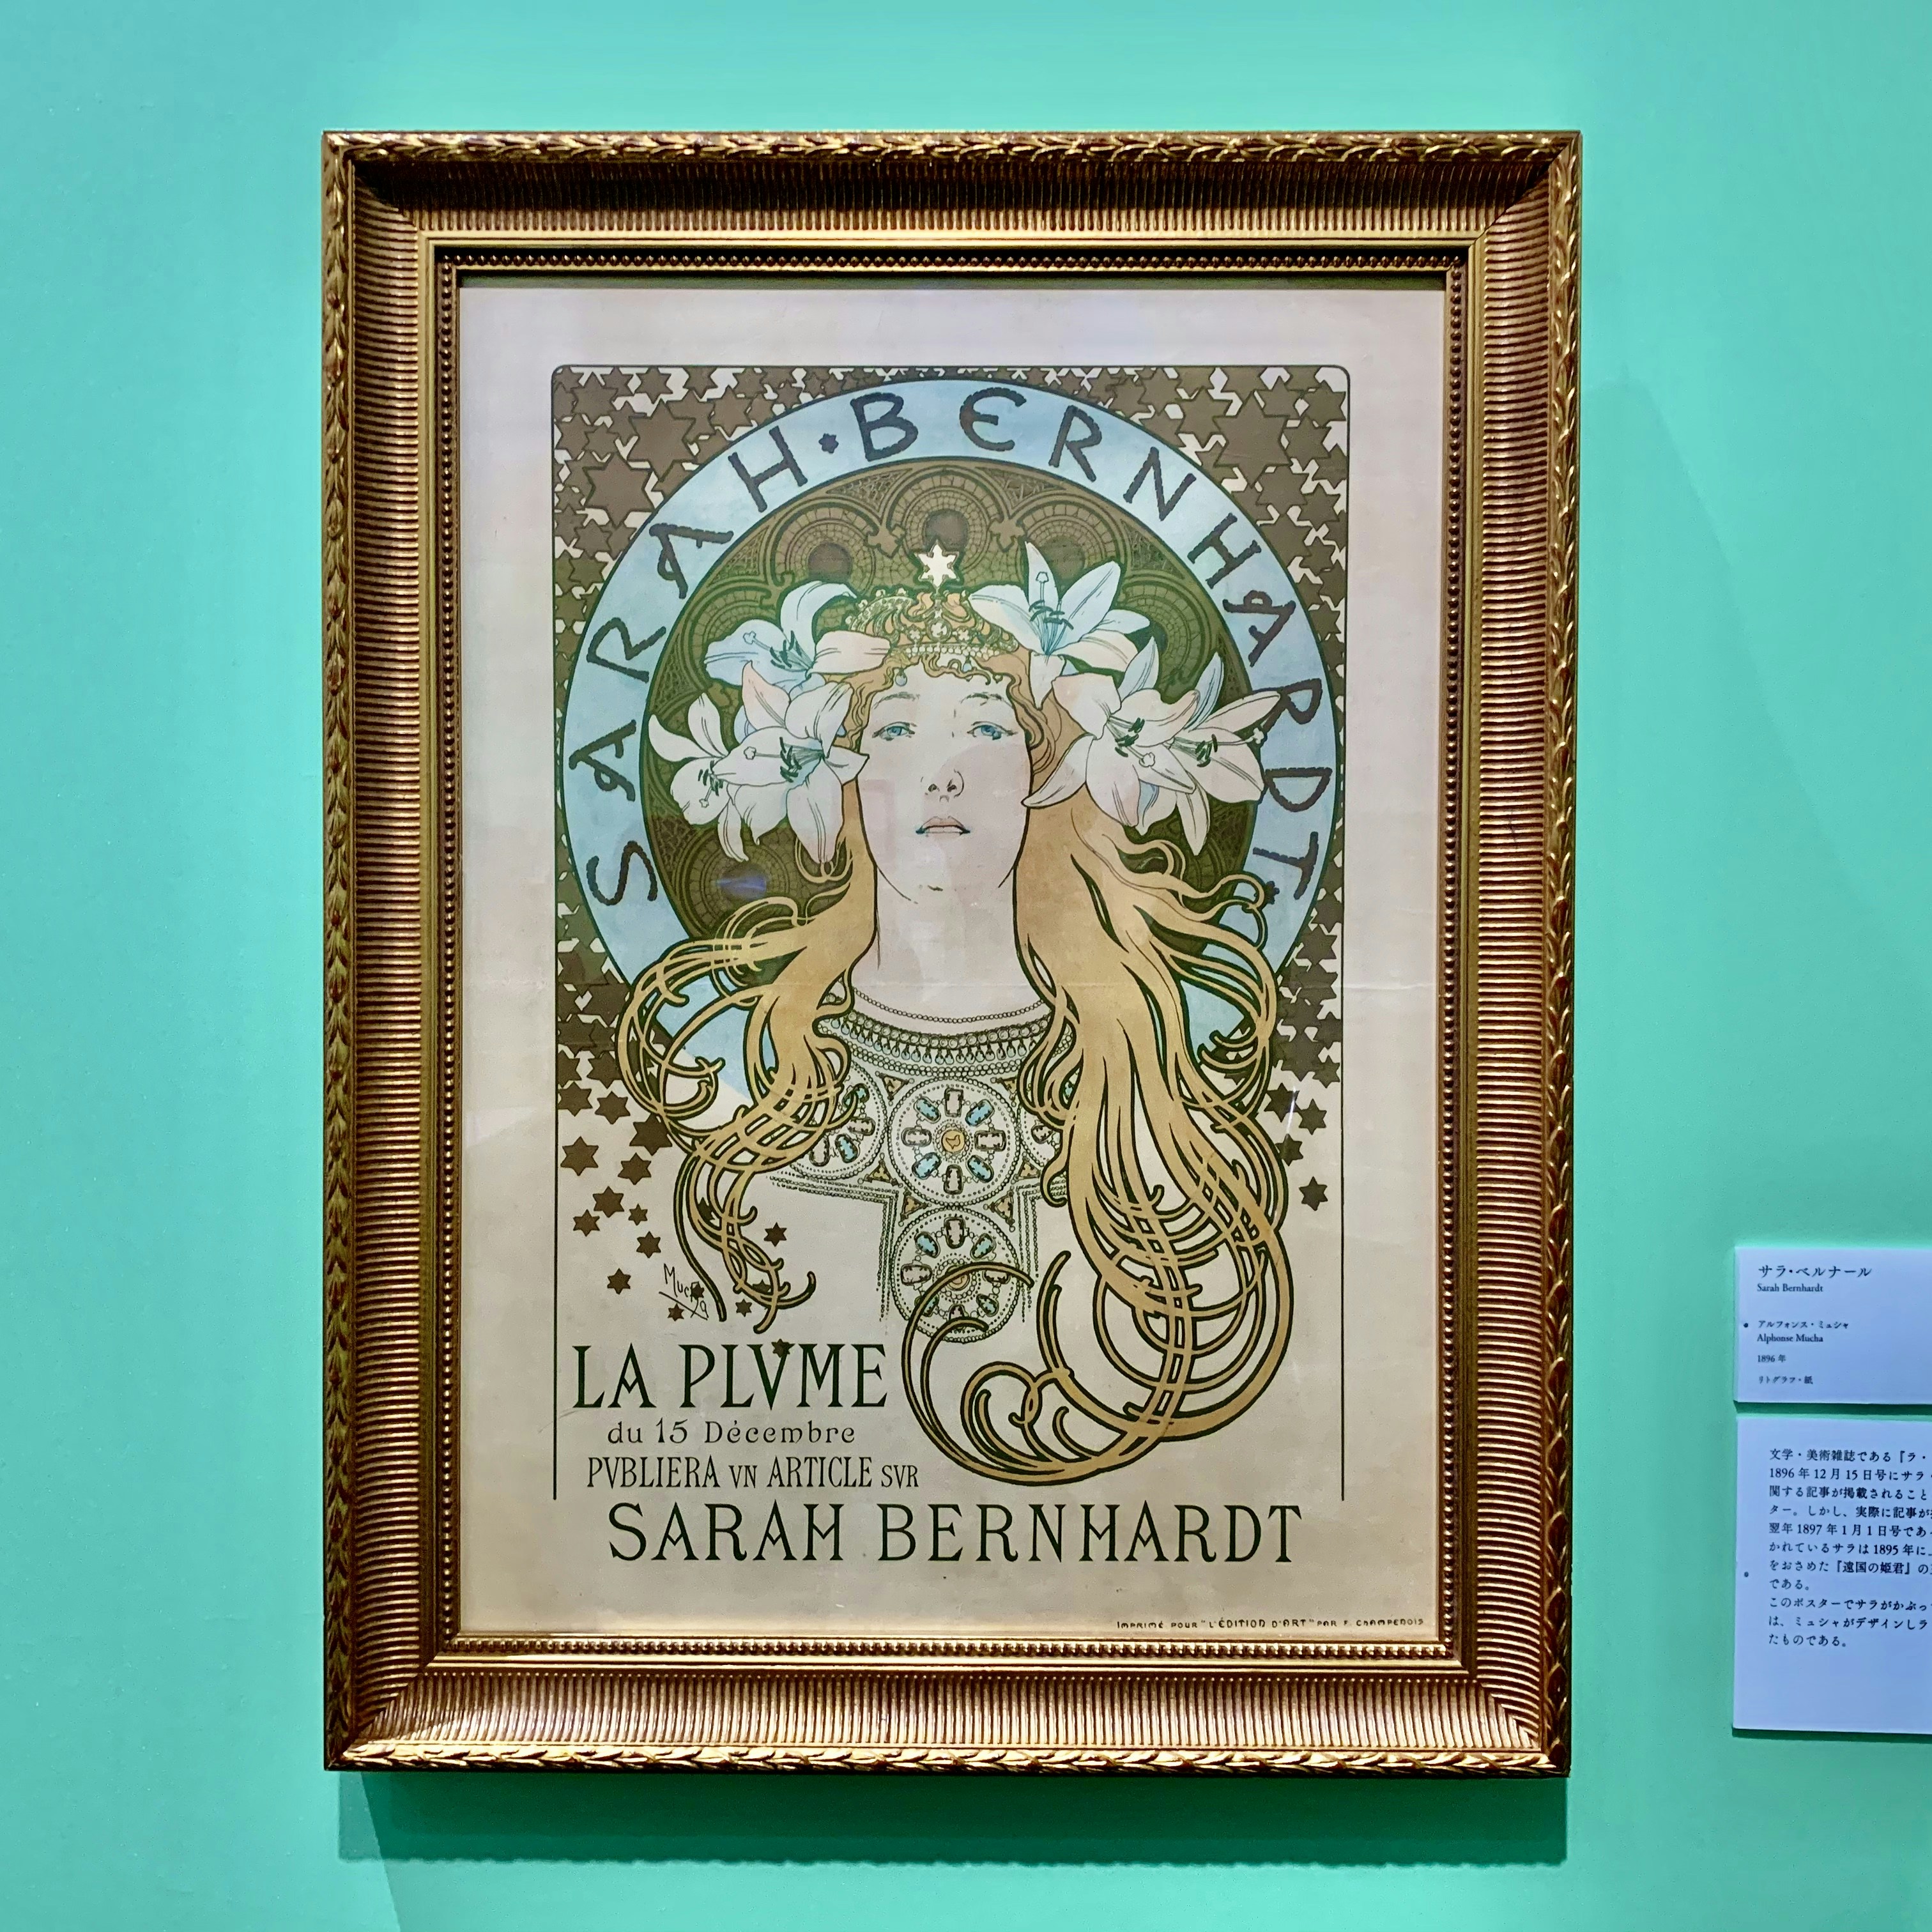 SARAH·BERNHARDT·
Mucha
LA PLVME
du 15 Décembre
PVBLIERA VN ARTICLE SVR
SARAH BERNHARDT
IMPRIMÉ POUR "L'ÉDITION D'ART" PAR F. CHAMPENOIS
サラ・ベルナール
Sarah Bernhardt
アルフォンス・ミュシャ
Alphonse Mucha
1896 年
リトグラフ・紙
文学・美術雑誌である『ラ・
1896 年 12 月 15 日号にサラ・
関する記事が掲載されること
ター。しかし、実際に記事が
翌年 1897 年 1 月 1 日号であ
かれているサラは 1895 年に
をおさめた『遠国の姫君』の
である。
このポスターでサラがかぶっ
は、ミュシャがデザインしラ
たものである。